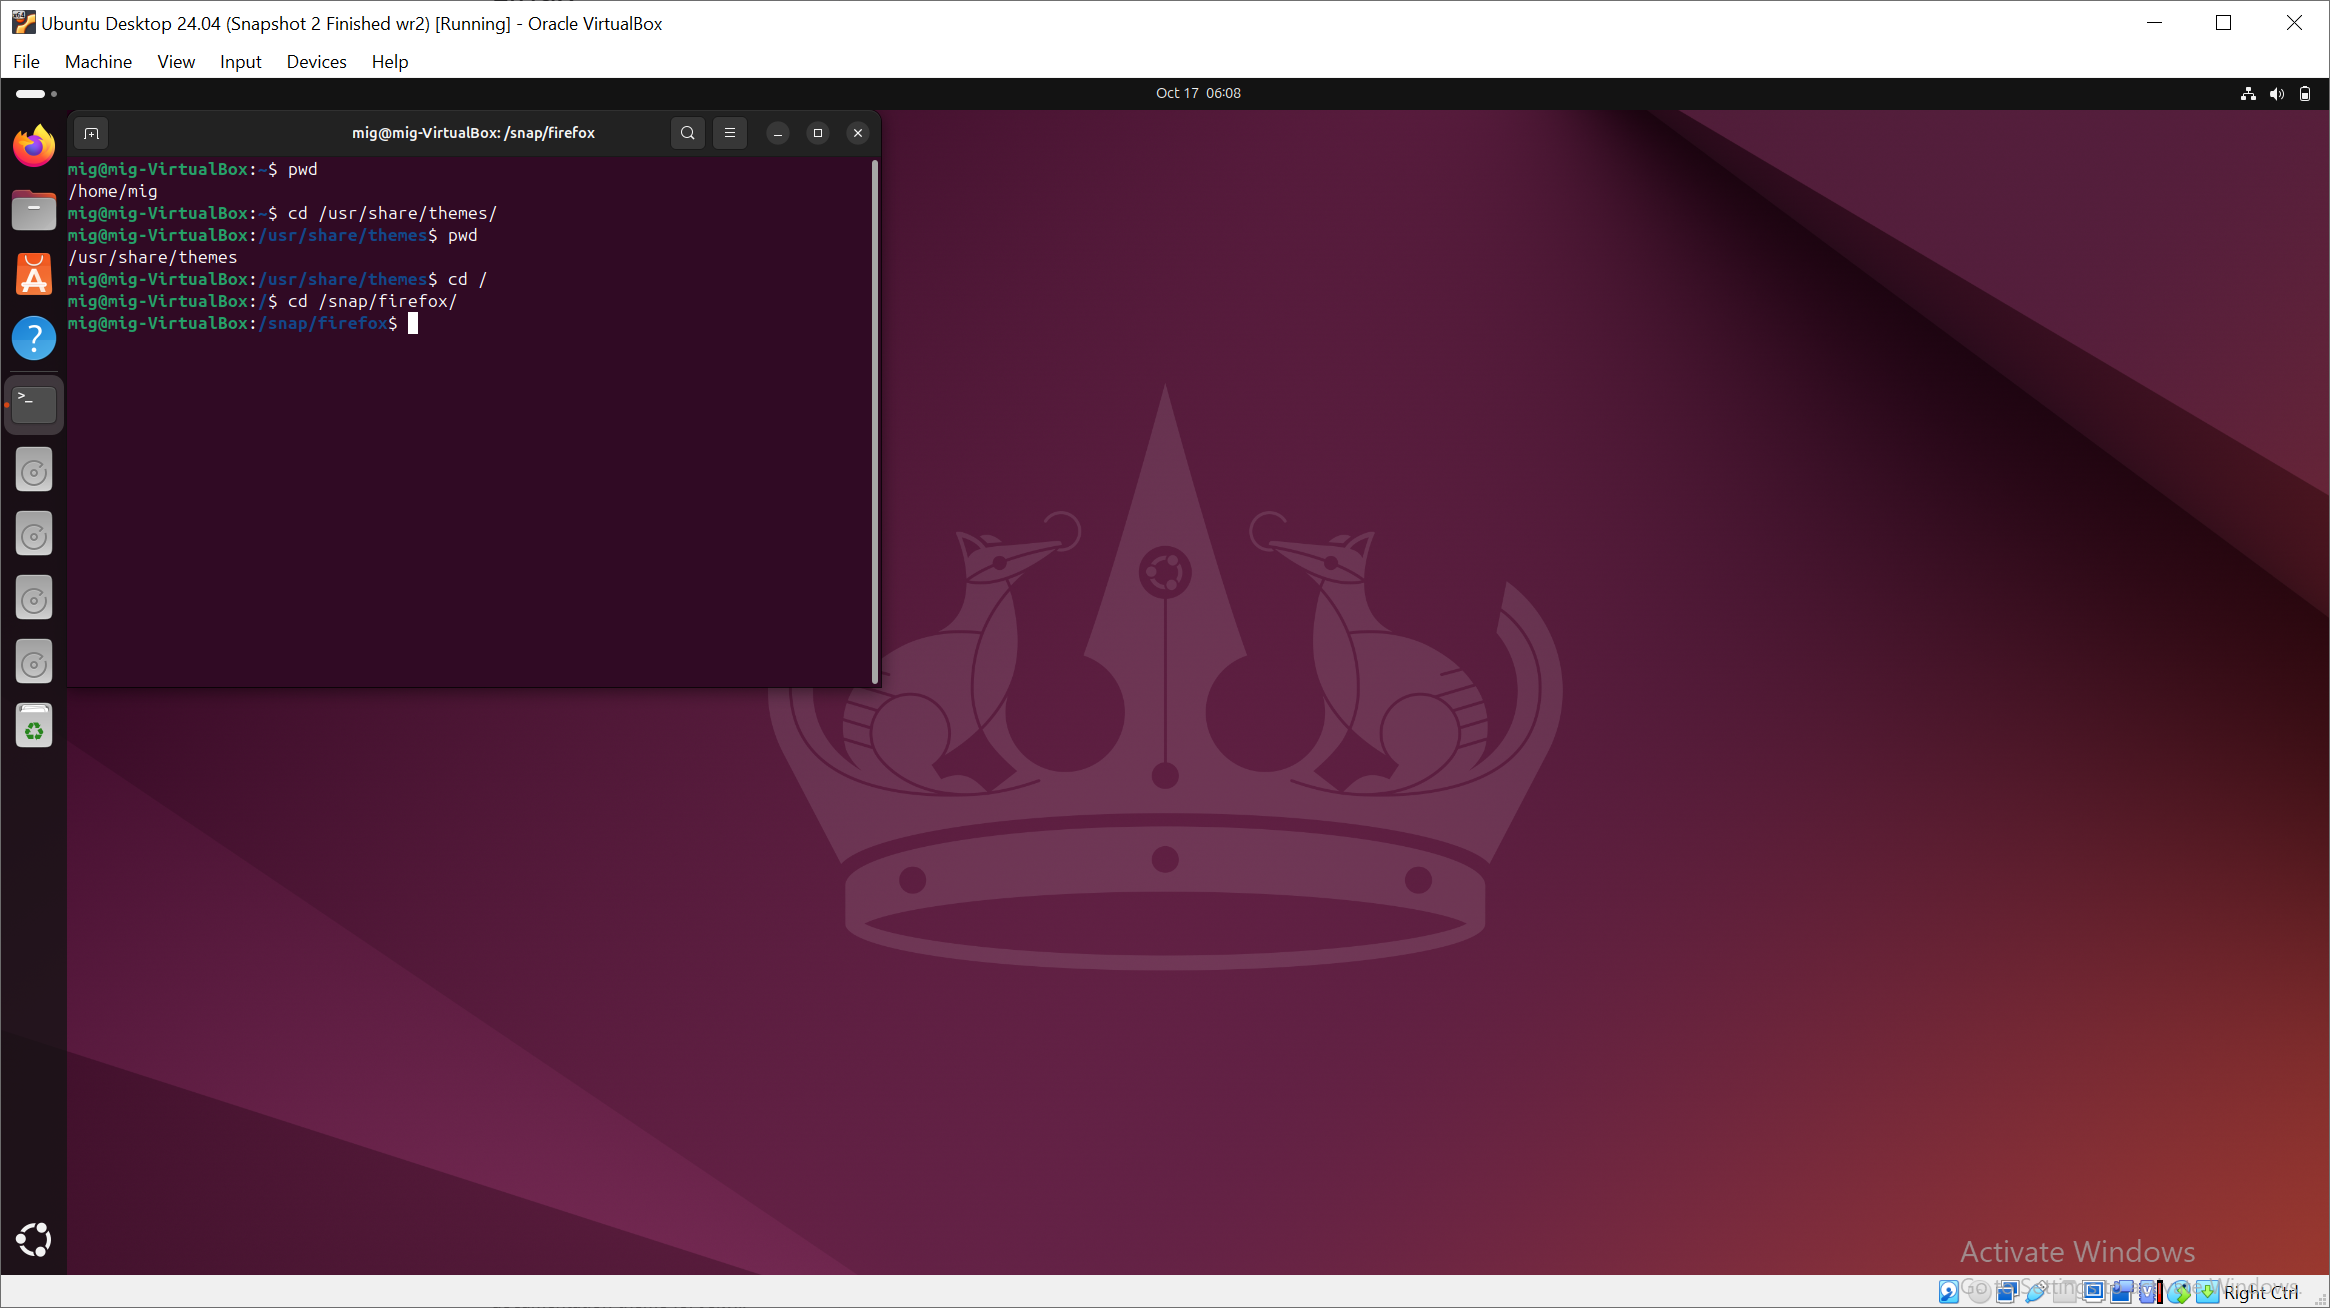 Ubuntu Desktop 24.04 (Snapshot 2 Finished wr2) [Running] - Oracle VirtualBox
File Machine View Input Devices Help
Oct 17 06:08
mig@mig-VirtualBox: /snap/firefox
mig@mig-VirtualBox:~$ pwd
/home/mig
mig@mig-VirtualBox:~$ cd /usr/share/themes/
mig@mig-VirtualBox:/usr/share/themes$ pwd
/usr/share/themes
mig@mig-VirtualBox:/usr/share/themes$ cd /
mig@mig-VirtualBox:/$ cd /snap/firefox/
mig@mig-VirtualBox:/snap/firefox$
Activate Windows
Go to Settings to activate Windows.
Right Ctrl